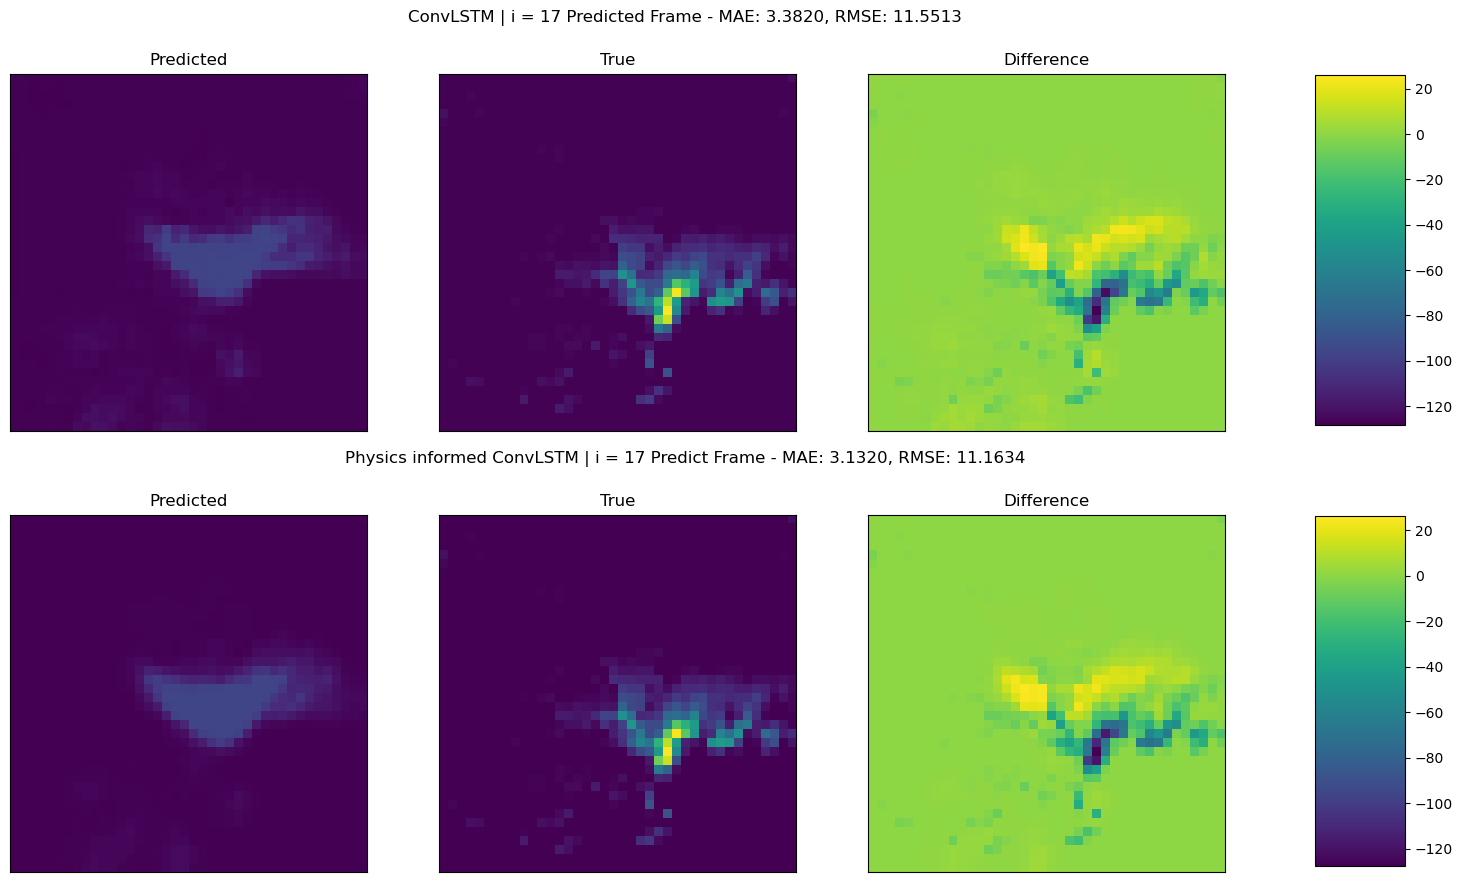 ConvLSTM | i = 17 Predicted Frame - MAE: 3.3820, RMSE: 11.5513
Predicted
True
Difference
20
0
−20
−40
−60
−80
−100
−120
Physics informed ConvLSTM | i = 17 Predict Frame - MAE: 3.1320, RMSE: 11.1634
Predicted
True
Difference
20
0
−20
−40
−60
−80
−100
−120